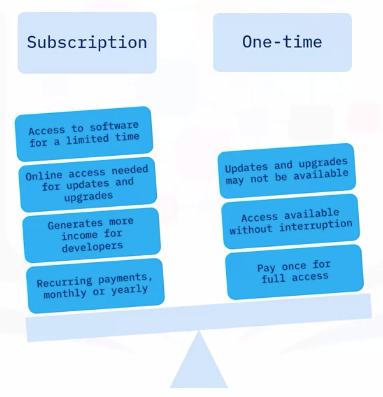 Subscription
One-time
Access to software
for a limited time
Online access needed
for updates and
upgrades
Generates more
income for
developers
Recurring payments,
monthly or yearly
Updates and upgrades
may not be available
Access available
without interruption
Pay once for
full access